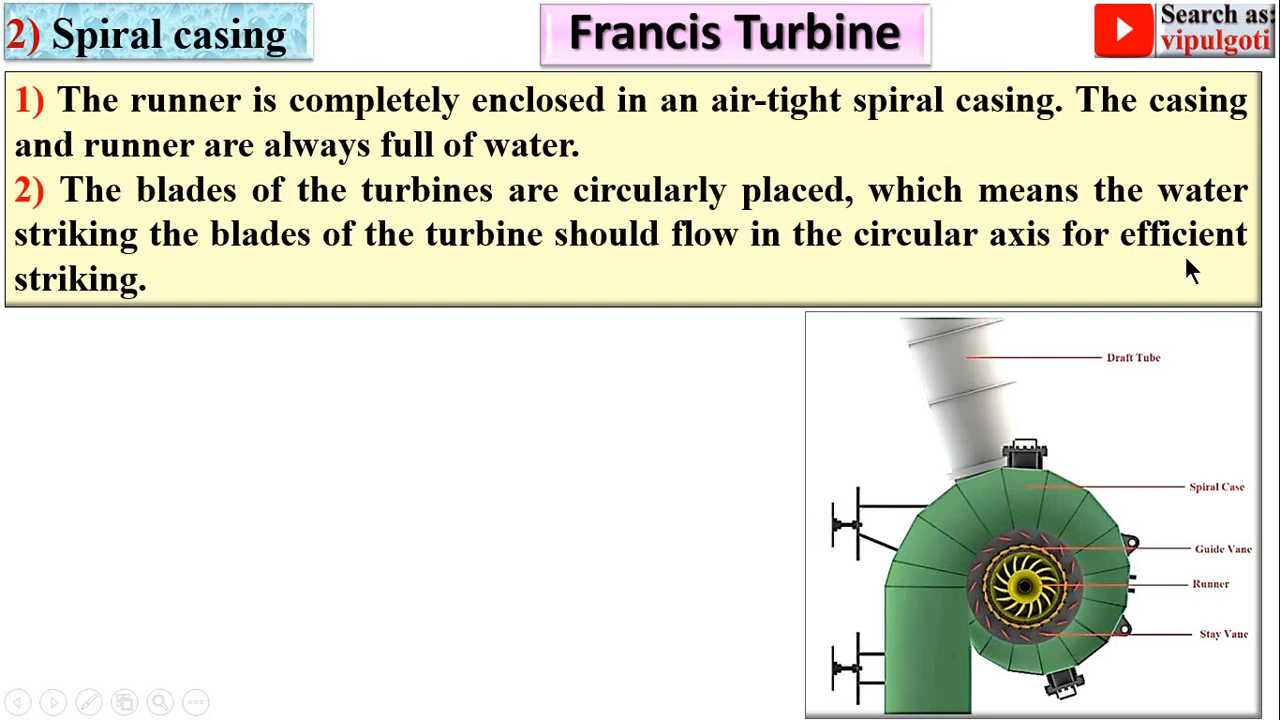 2) Spiral casing
Francis Turbine
Search as:
vipulgoti
1) The runner is completely enclosed in an air-tight spiral casing. The casing
and runner are always full of water.
2) The blades of the turbines are circularly placed, which means the water
striking the blades of the turbine should flow in the circular axis for efficient
striking.
Draft Tube
Spiral Case
Guide Vane
Runner
Stay Vane